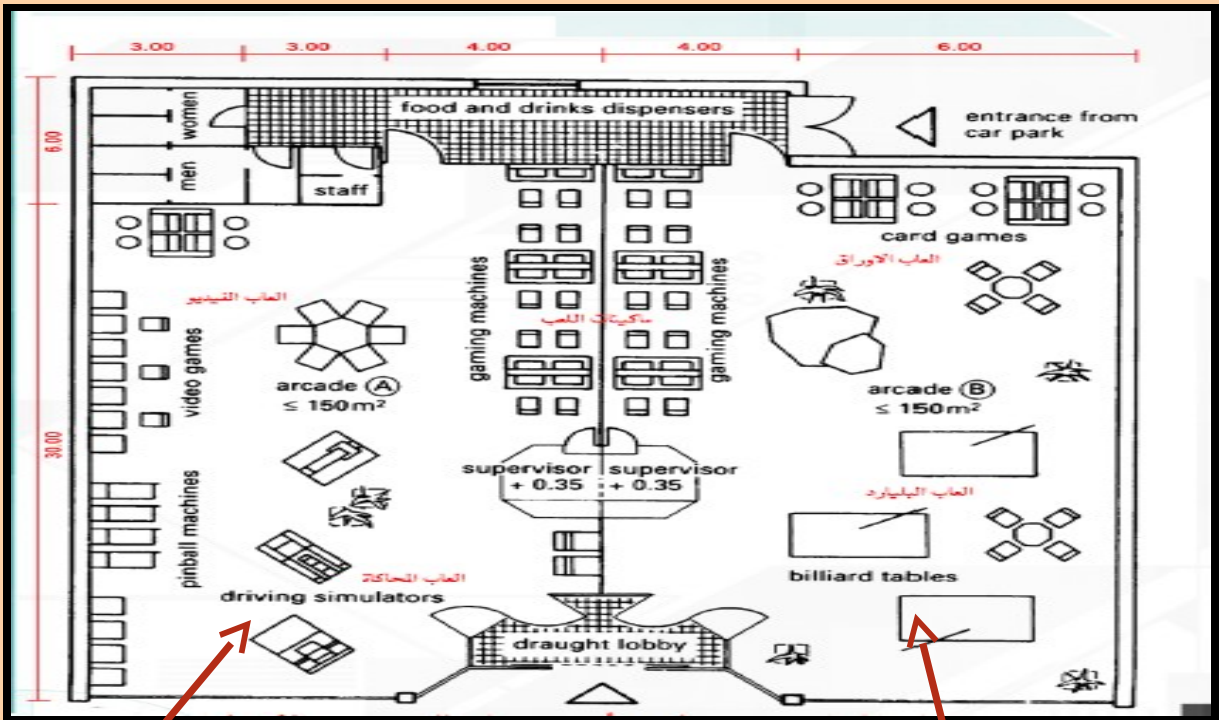 3.00 3.00 4.00 4.00 6.00
food and drinks dispensers
entrance from
car park
women
6.00
men
staff
card games
العاب الاوراق
العاب الفيديو
gaming machines
ماكينات اللعب
gaming machines
video games
arcade A
≤ 150m²
arcade B
≤ 150m²
30.00
supervisor
+ 0.35
supervisor
+ 0.35
العاب البليارد
pinball machines
billiard tables
العاب المحاكاة
driving simulators
draught lobby